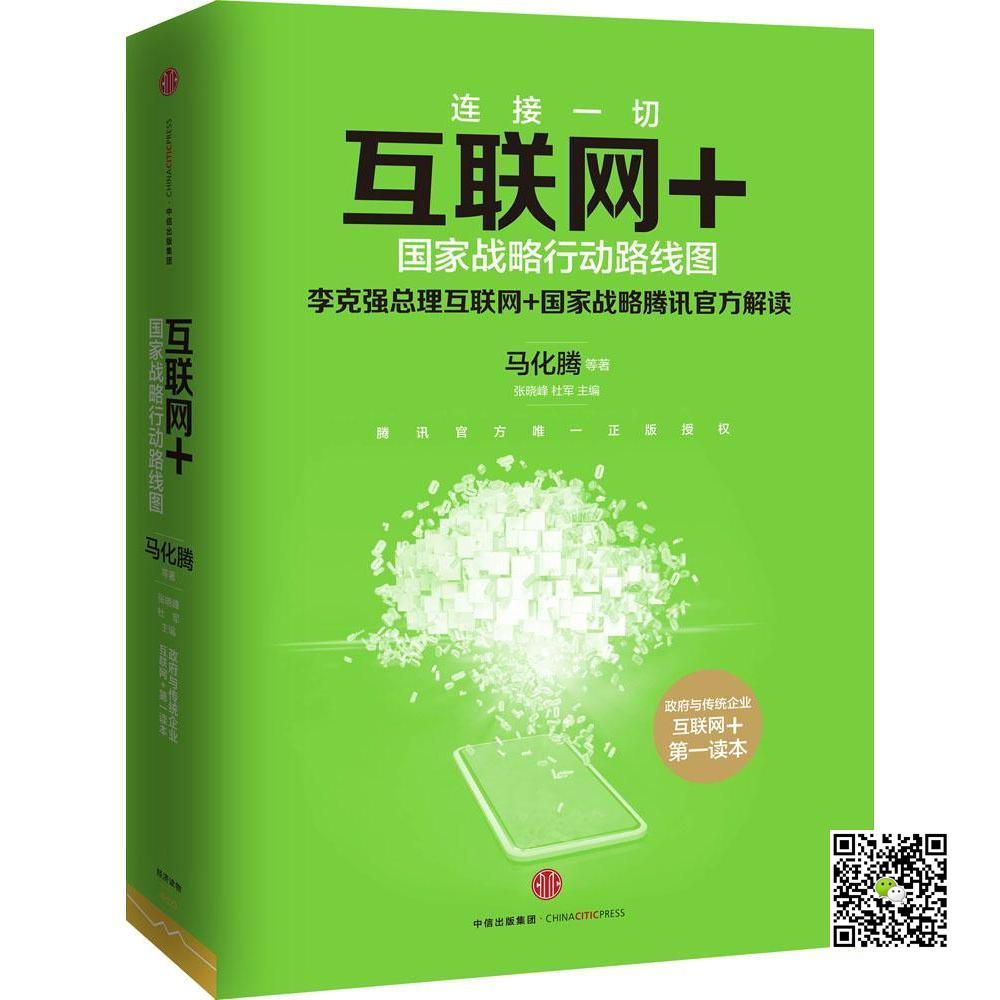 连接一切
互联网+
国家战略行动路线图
李克强总理互联网+国家战略腾讯官方解读
马化腾 等著
张晓峰 杜军 主编
腾讯官方唯一正版授权
政府与传统企业
互联网+
第一读本
中信出版集团·CHINACITICPRESS
CHINACITICPRESS
中信出版集团
互联网+
国家战略行动路线图
马化腾
等著
张晓峰
杜 军
主编
政府与传统企业
互联网+第一读本
经济读物